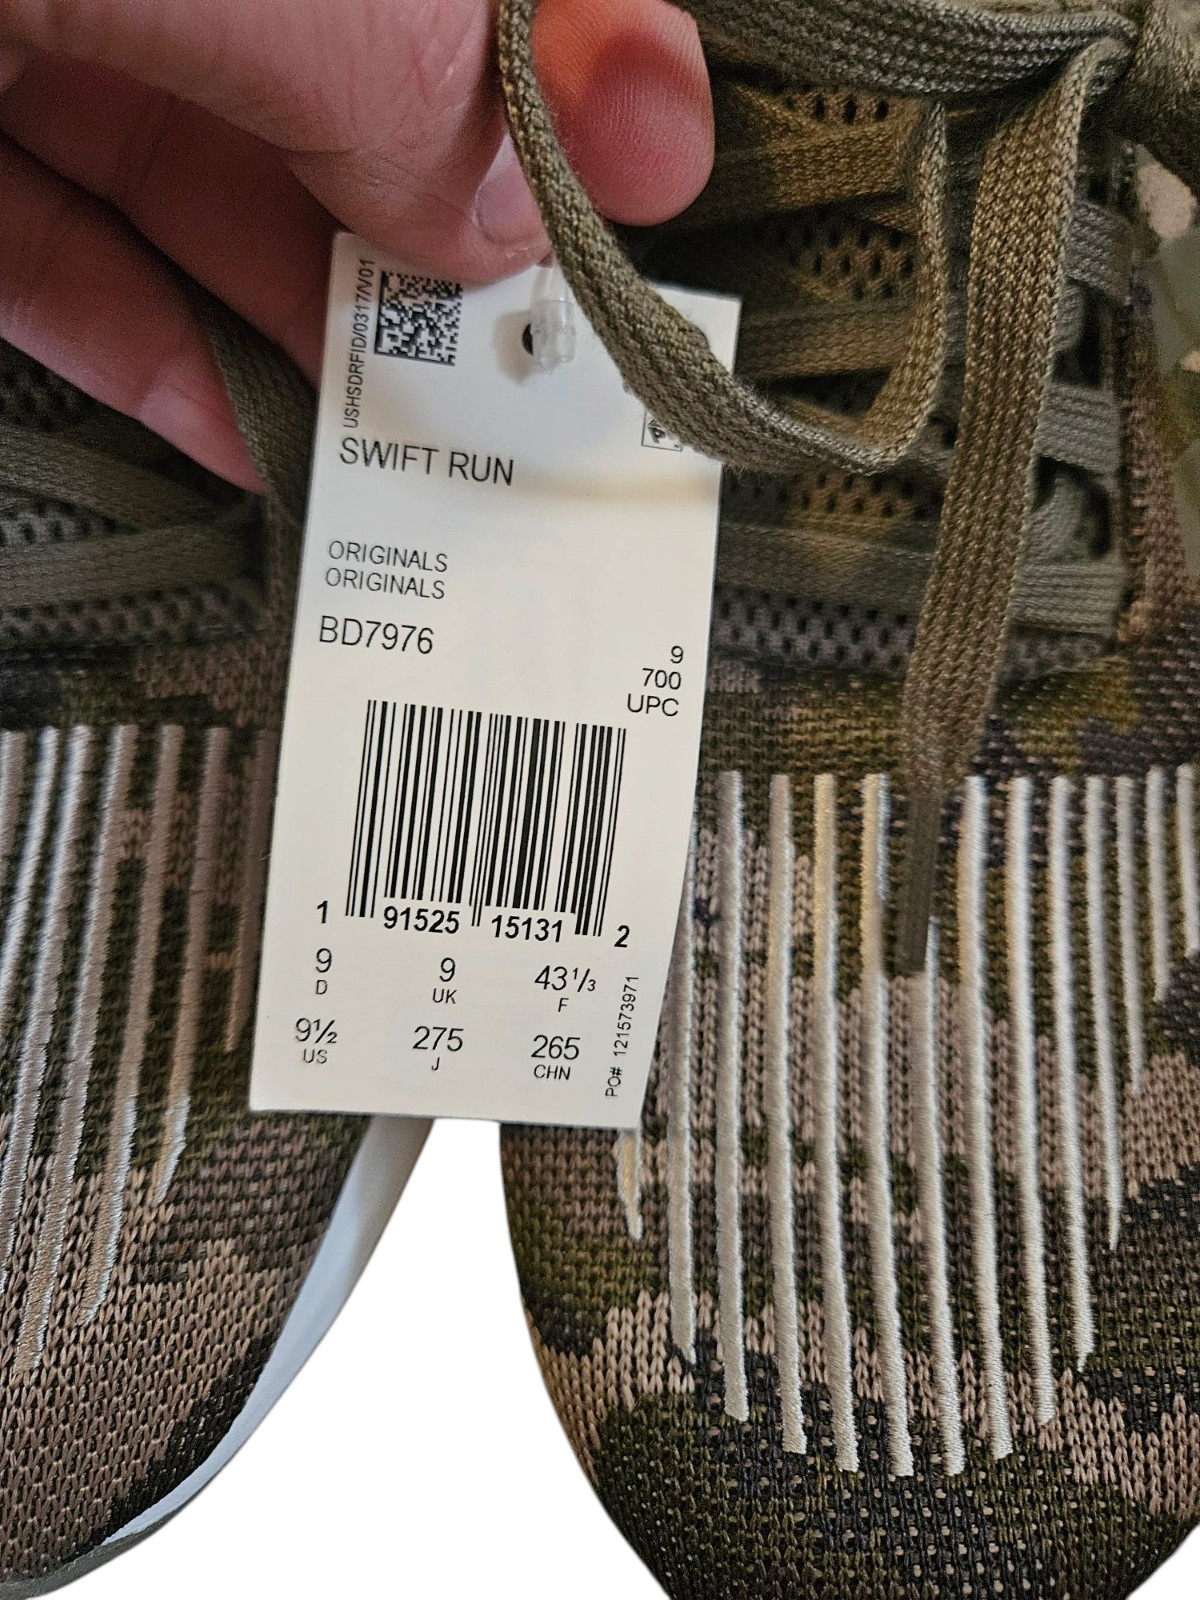 USHSDRFID/0317/V01
SWIFT RUN
ORIGINALS
ORIGINALS
BD7976
9
700
UPC
1 91525 15131 2
9 9 43⅓
D UK F
9½ 275 265
US J CHN
PO# 121573971